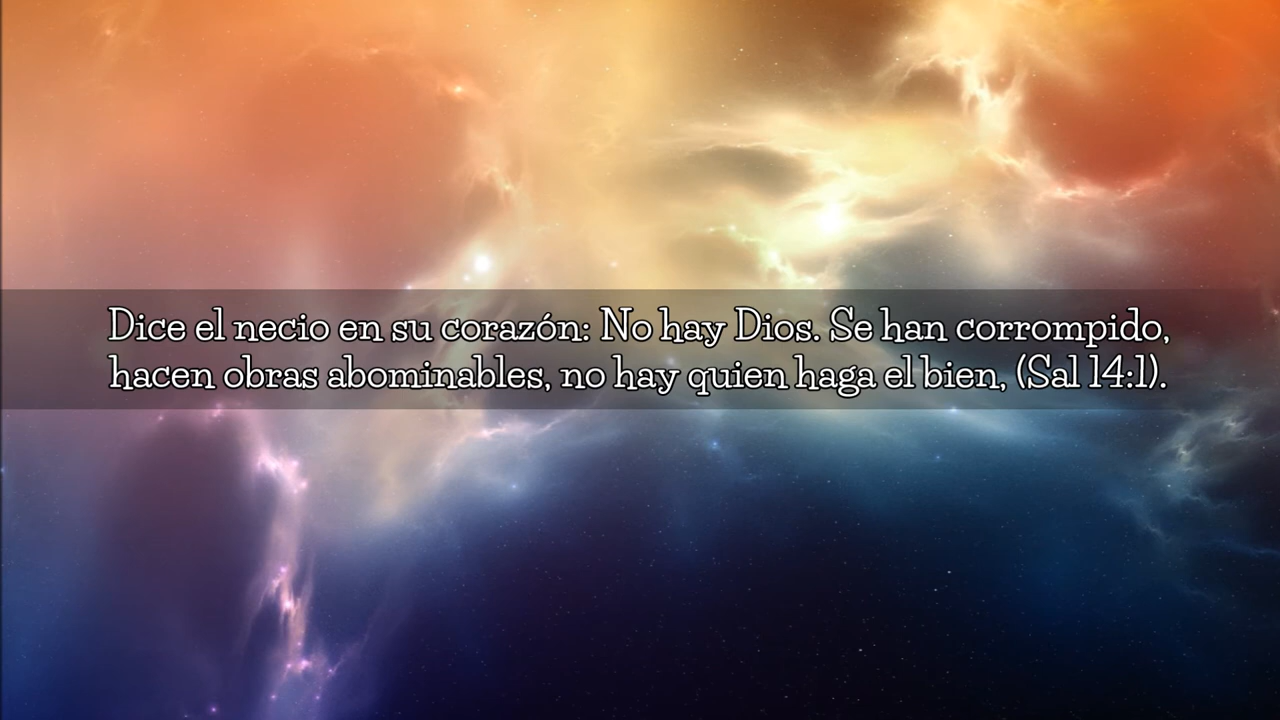 Dice el necio en su corazón: No hay Dios. Se han corrompido,
hacen obras abominables, no hay quien haga el bien, (Sal 14:1).